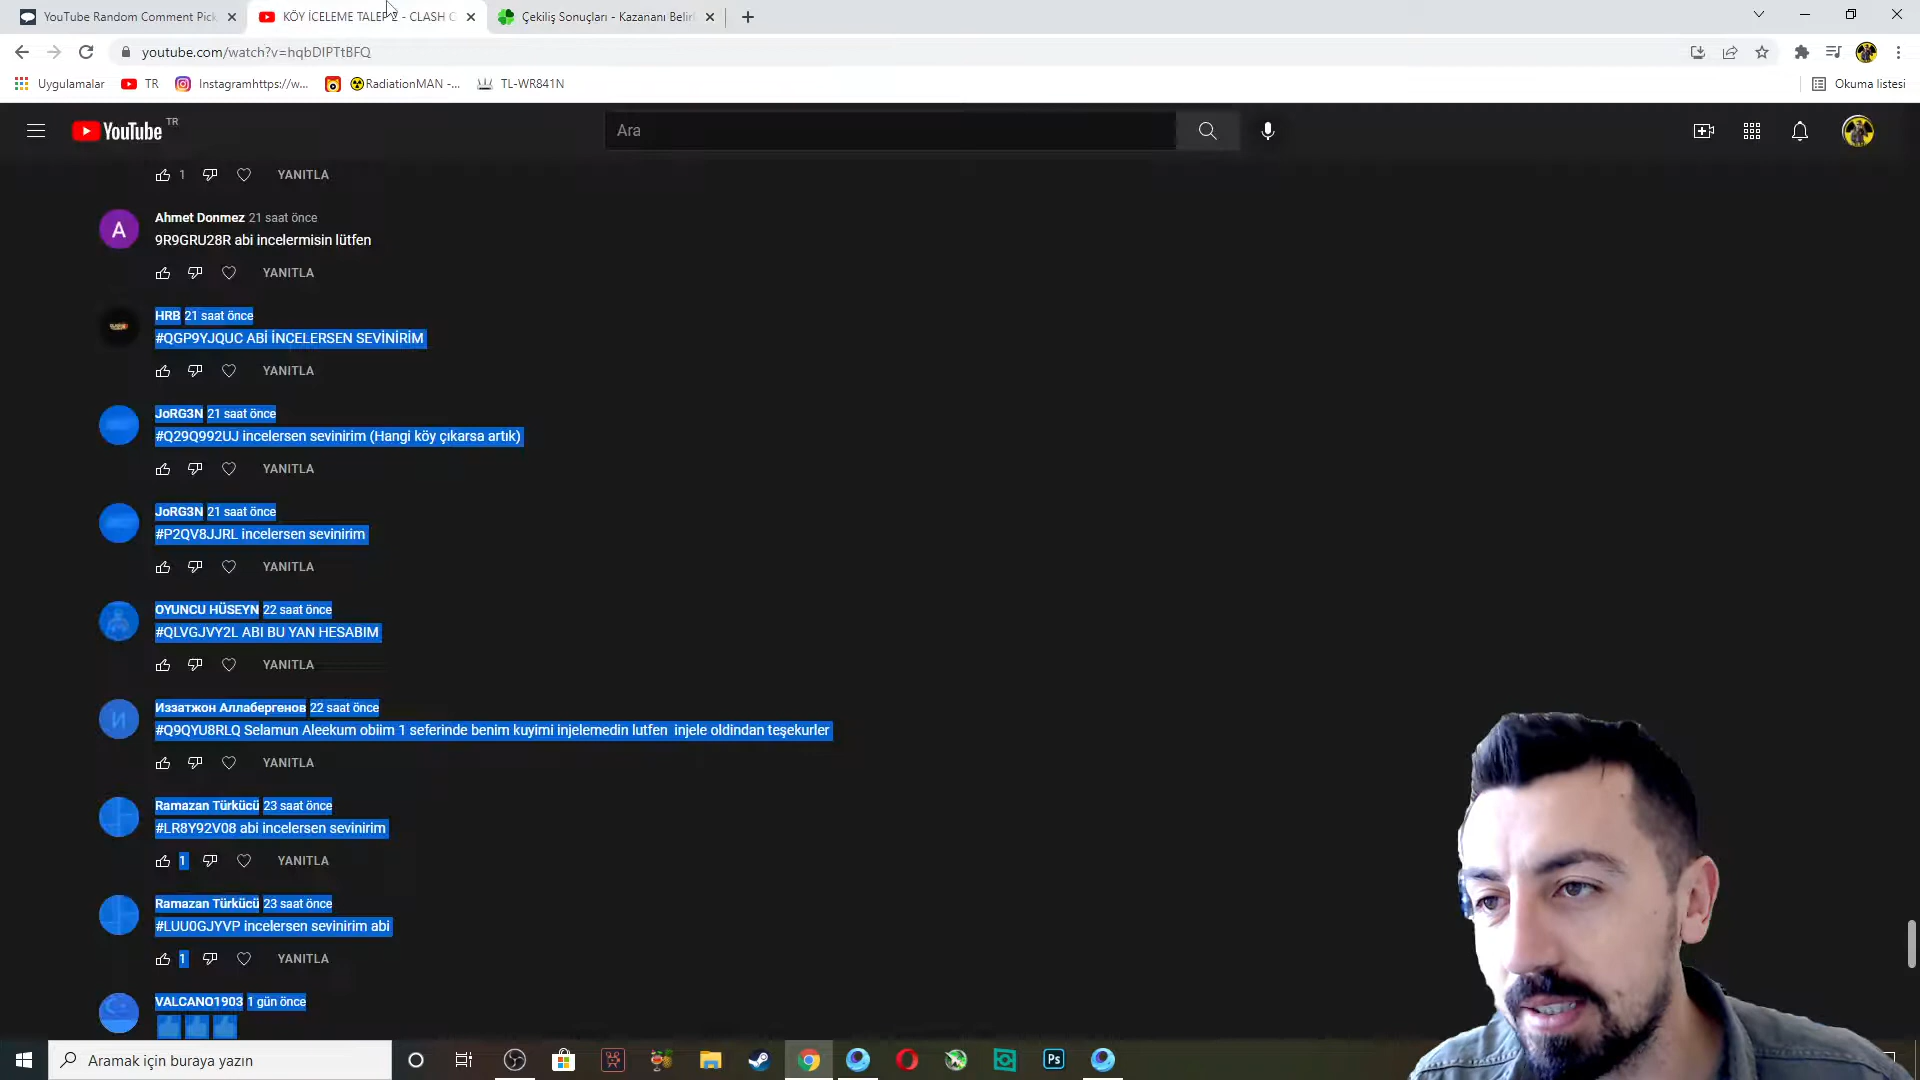 YouTube Random Comment Pick
KÖY İCELEME TALE
- CLASH
Çekiliş Sonuçları - Kazananı Belir
youtube.com/watch?v=hqbDIPTtBFQ
Uygulamalar
TR
Instagramhttps://w...
RadiationMAN -...
TL-WR841N
Okuma listesi
YouTube TR
Ara
1 YANITLA
A
Ahmet Donmez 21 saat önce
9R9GRU28R abi incelermisin lütfen
YANITLA
HRB 21 saat önce
#QGP9YJQUC ABİ İNCELERSEN SEVİNİRİM
YANITLA
JoRG3N 21 saat önce
#Q29Q992UJ incelersen sevinirim (Hangi köy çıkarsa artık)
YANITLA
JoRG3N 21 saat önce
#P2QV8JJRL incelersen sevinirim
YANITLA
OYUNCU HÜSEYN 22 saat önce
#QLVGJVY2L ABI BU YAN HESABIM
YANITLA
И
Иззатжон Аллабергенов 22 saat önce
#Q9QYU8RLQ Selamun Aleekum obiim 1 seferinde benim kuyimi injelemedin lutfen injele oldindan teşekurler
YANITLA
Ramazan Türkücü 23 saat önce
#LR8Y92V08 abi incelersen sevinirim
1 YANITLA
Ramazan Türkücü 23 saat önce
#LUU0GJYVP incelersen sevinirim abi
1 YANITLA
VALCANO1903 1 gün önce
Aramak için buraya yazın
Ps